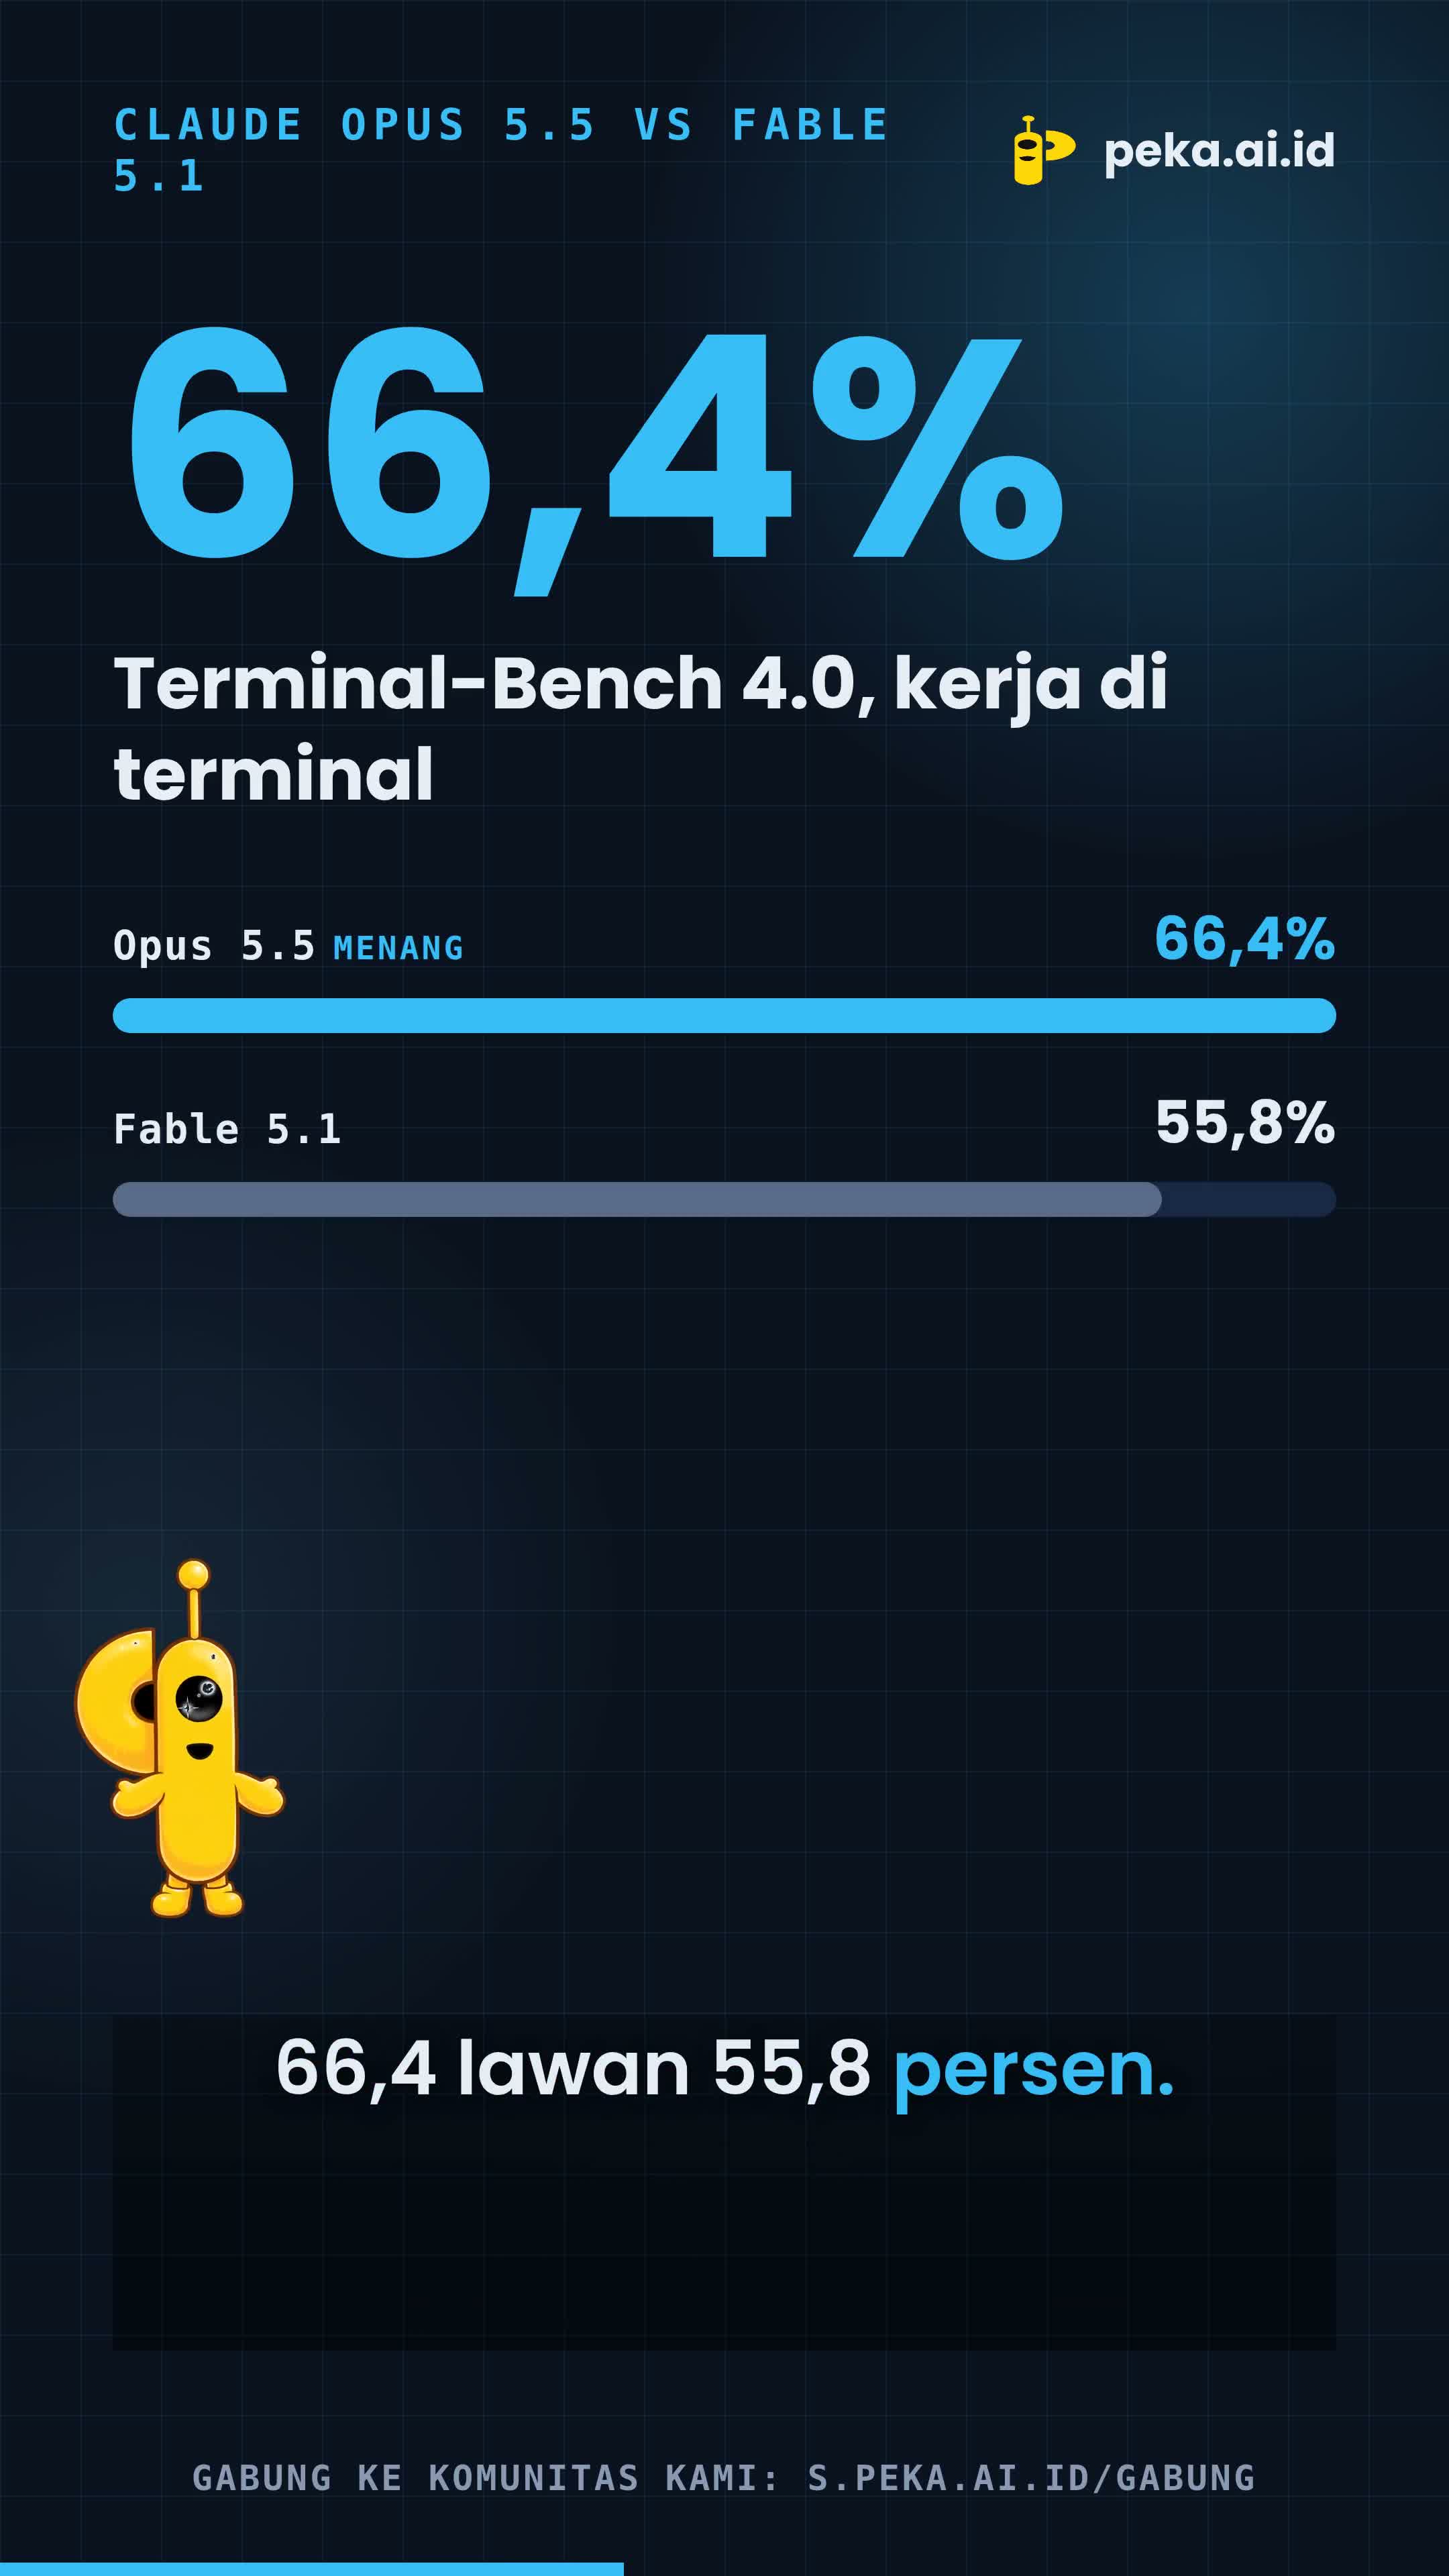 CLAUDE OPUS 5.5 VS FABLE
5.1
peka.ai.id
66,4%
Terminal-Bench 4.0, kerja di
terminal
Opus 5.5 MENANG 66,4%
Fable 5.1 55,8%
66,4 lawan 55,8 persen.
GABUNG KE KOMUNITAS KAMI: S.PEKA.AI.ID/GABUNG